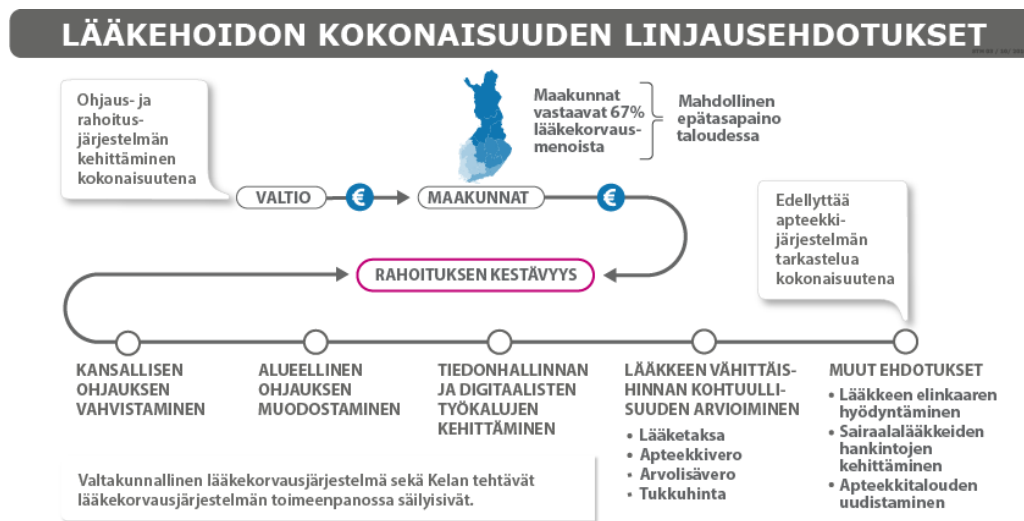 LÄÄKEHOIDON KOKONAISUUDEN LINJAUSEHDOTUKSET
Ohjaus- ja
rahoitus-
järjestelmän
kehittäminen
kokonaisuutena
Maakunnat
vastaavat 67%
lääkekorvaus-
menoista
Mahdollinen
epätasapaino
taloudessa
VALTIO
€
MAAKUNNAT
€
Edellyttää
apteekki-
järjestelmän
tarkastelua
kokonaisuutena
RAHOITUKSEN KESTÄVYYS
KANSALLISEN
OHJAUKSEN
VAHVISTAMINEN
ALUEELLINEN
OHJAUKSEN
MUODOSTAMINEN
TIEDONHALLINNAN
JA DIGITAALISTEN
TYÖKALUJEN
KEHITTÄMINEN
LÄÄKKEEN VÄHITTÄIS-
HINNAN KOHTUULLI-
SUUDEN ARVIOIMINEN
• Lääketaksa
• Apteekkivero
• Arvolisävero
• Tukkuhinta
MUUT EHDOTUKSET
• Lääkkeen elinkaaren
hyödyntäminen
• Sairaalalääkkeiden
hankintojen
kehittäminen
• Apteekkitalouden
uudistaminen
Valtakunnallinen lääkekorvausjärjestelmä sekä Kelan tehtävät
lääkekorvausjärjestelmän toimeenpanossa säilyisivät.